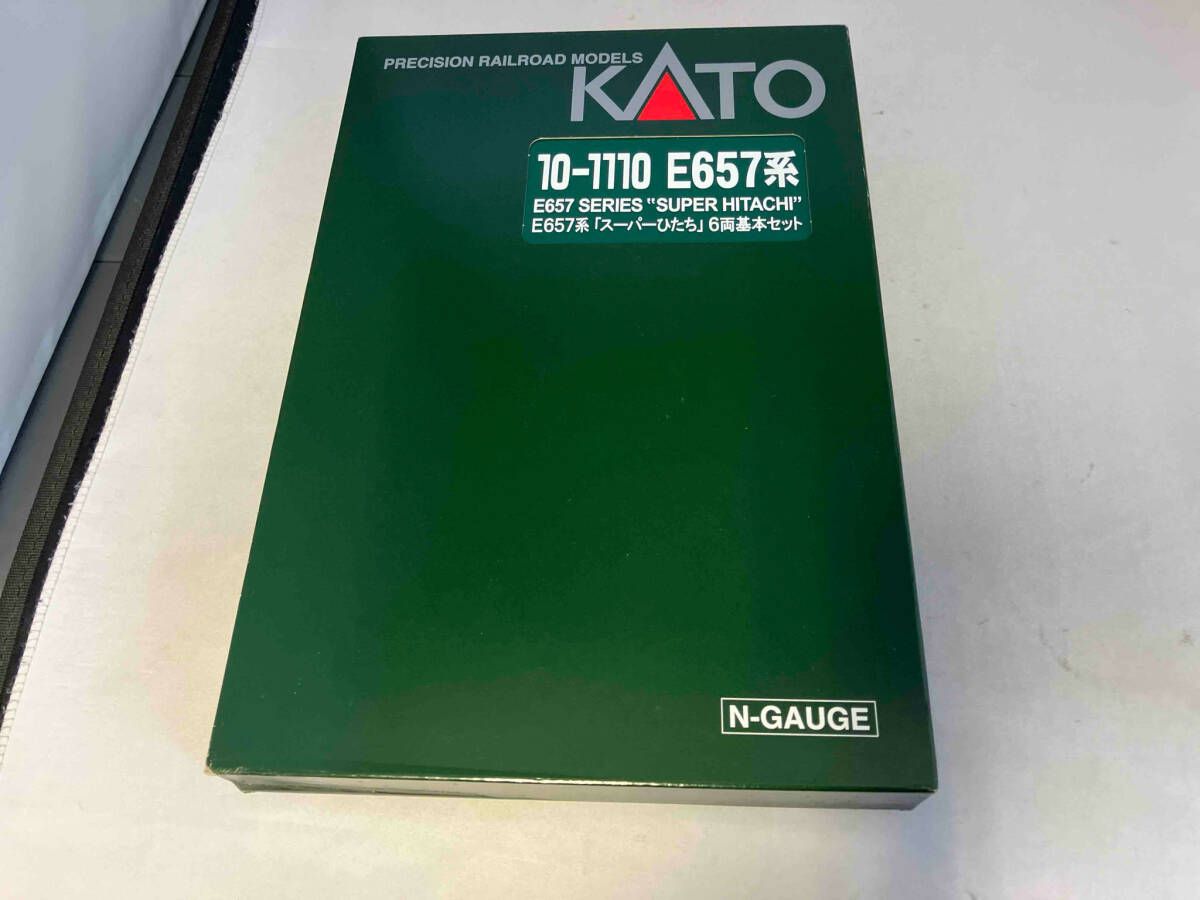 PRECISION RAILROAD MODELS
KATO
10-1110 E657系
E657 SERIES "SUPER HITACHI"
E657系「スーパーひたち」6両基本セット
N-GAUGE